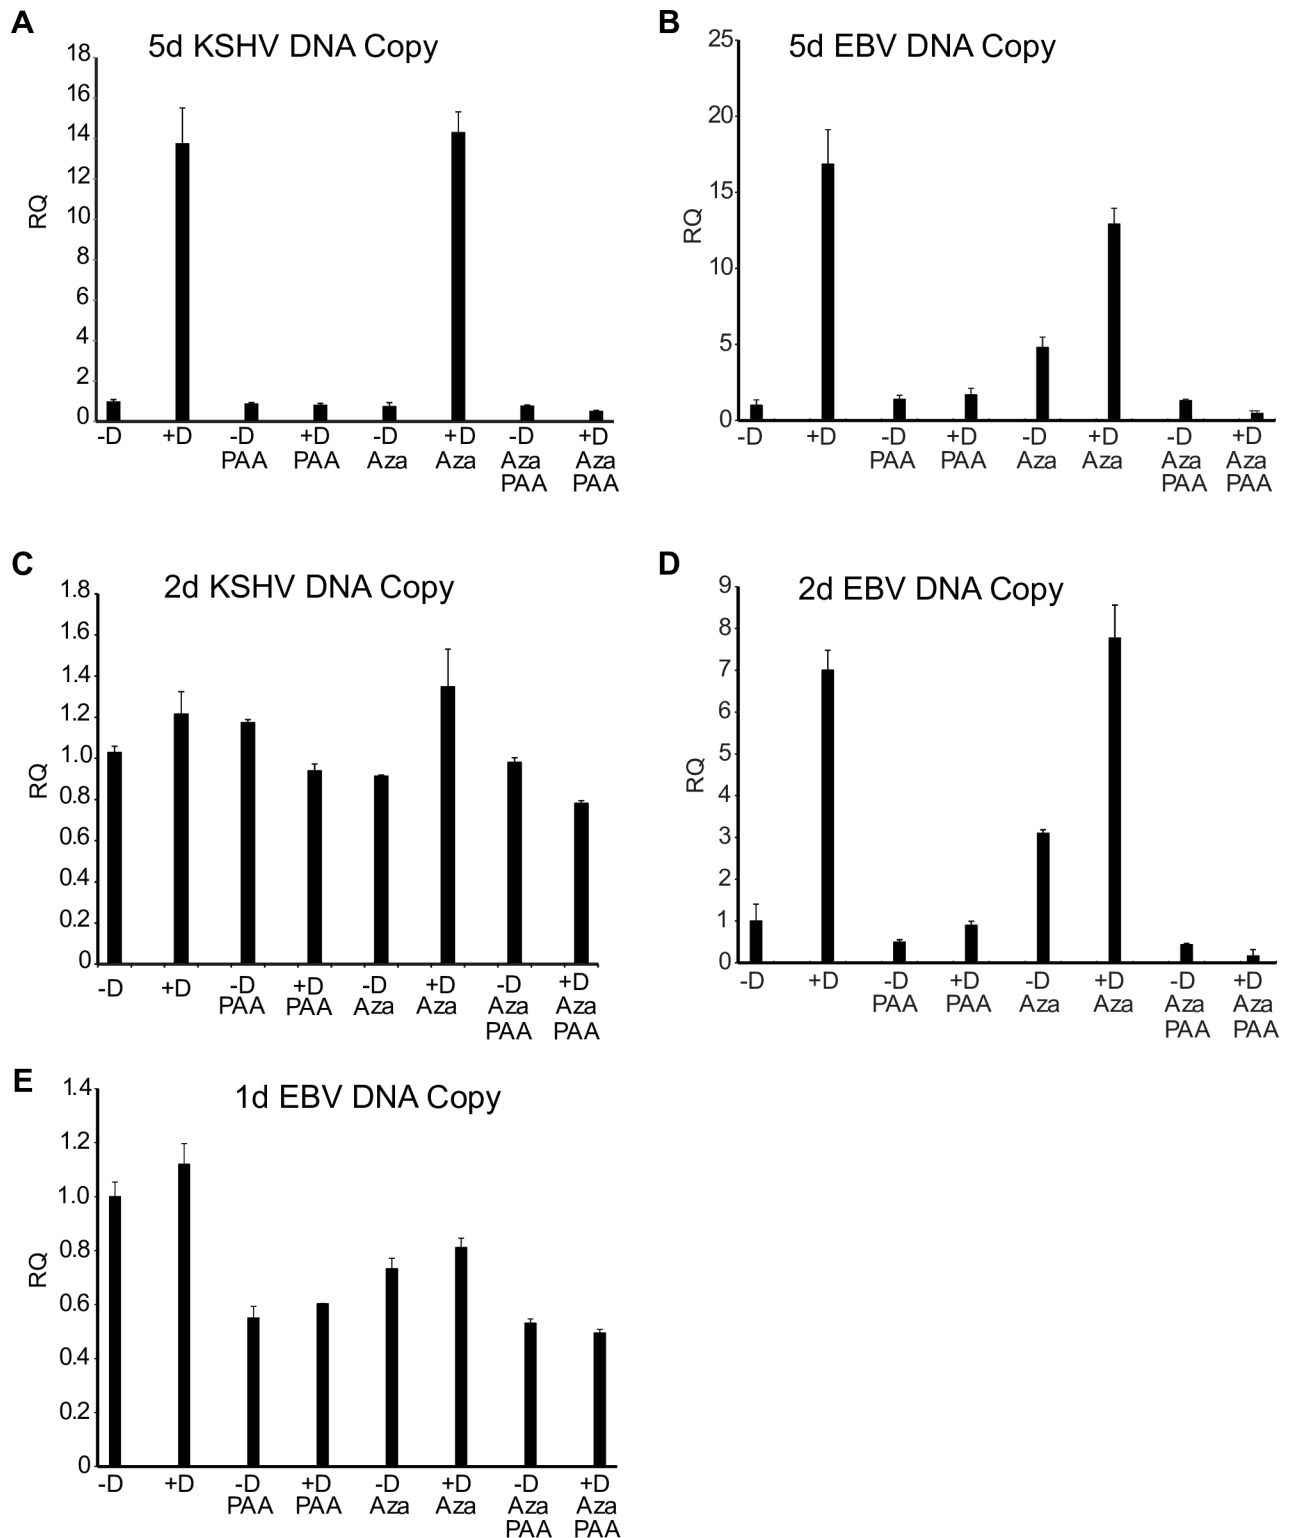 A
5d KSHV DNA Copy
18
16
14
12
10
8
6
4
2
0
RQ
-D +D -D +D -D +D -D +D
PAA PAA Aza Aza Aza Aza
PAA PAA
B
5d EBV DNA Copy
25
20
15
10
5
0
RQ
-D +D -D +D -D +D -D +D
PAA PAA Aza Aza Aza Aza
PAA PAA
C
2d KSHV DNA Copy
1.8
1.6
1.4
1.2
1.0
0.8
0.6
0.4
0.2
0
RQ
-D +D -D +D -D +D -D +D
PAA PAA Aza Aza Aza Aza
PAA PAA
D
2d EBV DNA Copy
9
8
7
6
5
4
3
2
1
0
RQ
-D +D -D +D -D +D -D +D
PAA PAA Aza Aza Aza Aza
PAA PAA
E
1d EBV DNA Copy
1.4
1.2
1.0
0.8
0.6
0.4
0.2
0
RQ
-D +D -D +D -D +D -D +D
PAA PAA Aza Aza Aza Aza
PAA PAA